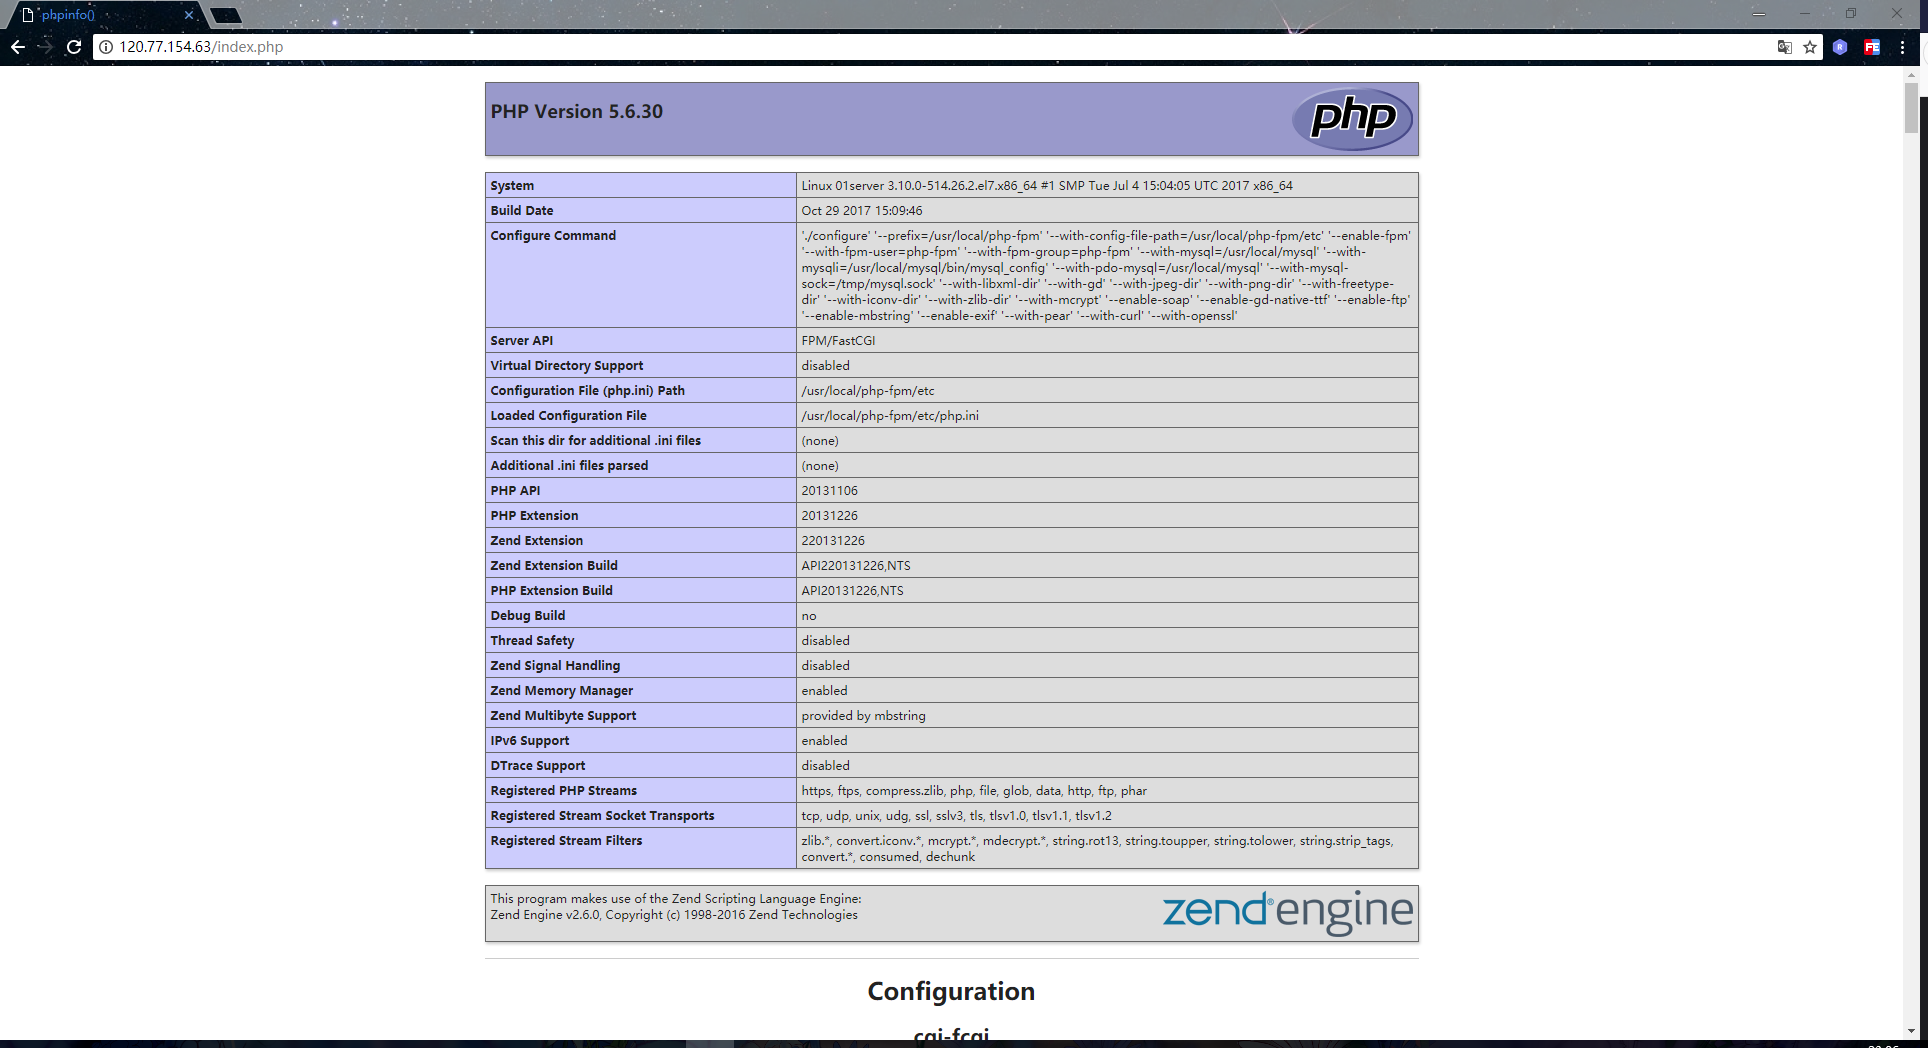 phpinfo()
120.77.154.63/index.php
PHP Version 5.6.30
php
System Linux 01server 3.10.0-514.26.2.el7.x86_64 #1 SMP Tue Jul 4 15:04:05 UTC 2017 x86_64
Build Date Oct 29 2017 15:09:46
Configure Command './configure' '--prefix=/usr/local/php-fpm' '--with-config-file-path=/usr/local/php-fpm/etc' '--enable-fpm'
'--with-fpm-user=php-fpm' '--with-fpm-group=php-fpm' '--with-mysql=/usr/local/mysql' '--with-
mysqli=/usr/local/mysql/bin/mysql_config' '--with-pdo-mysql=/usr/local/mysql' '--with-mysql-
sock=/tmp/mysql.sock' '--with-libxml-dir' '--with-gd' '--with-jpeg-dir' '--with-png-dir' '--with-freetype-
dir' '--with-iconv-dir' '--with-zlib-dir' '--with-mcrypt' '--enable-soap' '--enable-gd-native-ttf' '--enable-ftp'
'--enable-mbstring' '--enable-exif' '--with-pear' '--with-curl' '--with-openssl'
Server API FPM/FastCGI
Virtual Directory Support disabled
Configuration File (php.ini) Path /usr/local/php-fpm/etc
Loaded Configuration File /usr/local/php-fpm/etc/php.ini
Scan this dir for additional .ini files (none)
Additional .ini files parsed (none)
PHP API 20131106
PHP Extension 20131226
Zend Extension 220131226
Zend Extension Build API220131226,NTS
PHP Extension Build API20131226,NTS
Debug Build no
Thread Safety disabled
Zend Signal Handling disabled
Zend Memory Manager enabled
Zend Multibyte Support provided by mbstring
IPv6 Support enabled
DTrace Support disabled
Registered PHP Streams https, ftps, compress.zlib, php, file, glob, data, http, ftp, phar
Registered Stream Socket Transports tcp, udp, unix, udg, ssl, sslv3, tls, tlsv1.0, tlsv1.1, tlsv1.2
Registered Stream Filters zlib.*, convert.iconv.*, mcrypt.*, mdecrypt.*, string.rot13, string.toupper, string.tolower, string.strip_tags,
convert.*, consumed, dechunk
This program makes use of the Zend Scripting Language Engine:
Zend Engine v2.6.0, Copyright (c) 1998-2016 Zend Technologies
zend® engine
Configuration
cgi-fcgi